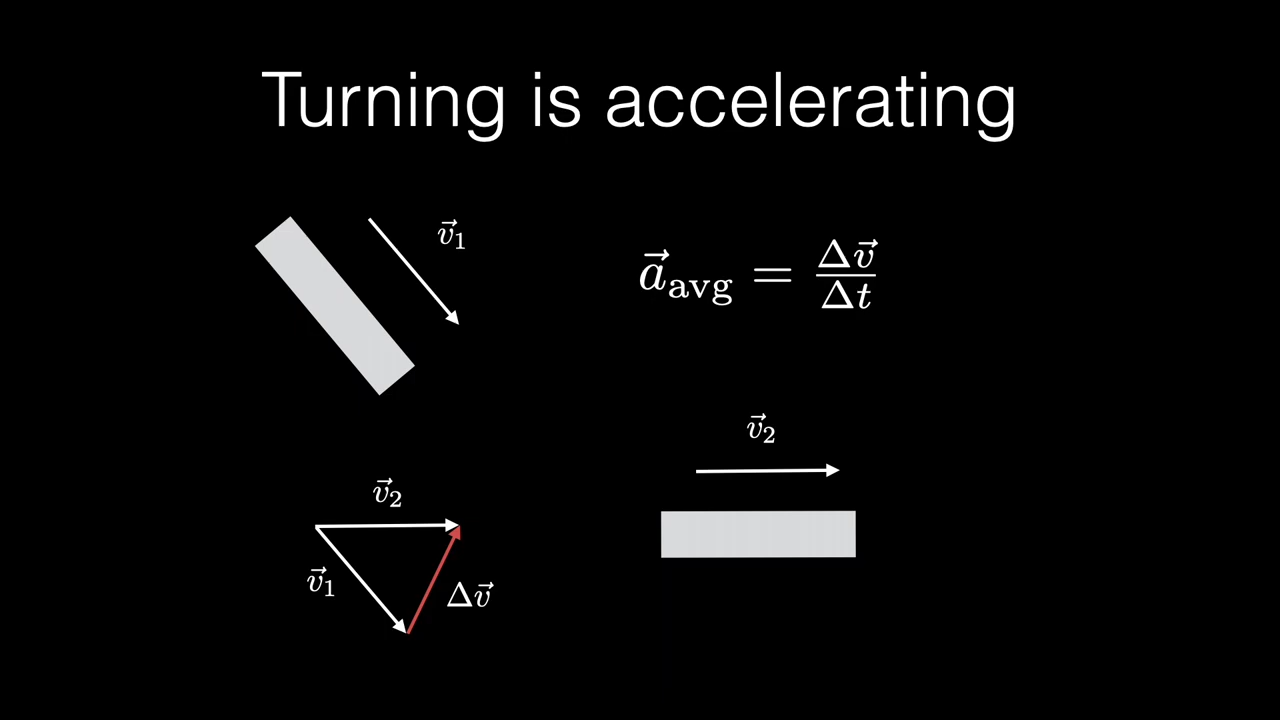 Turning is accelerating
v⃗₁
a⃗avg = Δv⃗/Δt
v⃗₂
v⃗₂
v⃗₁
Δv⃗